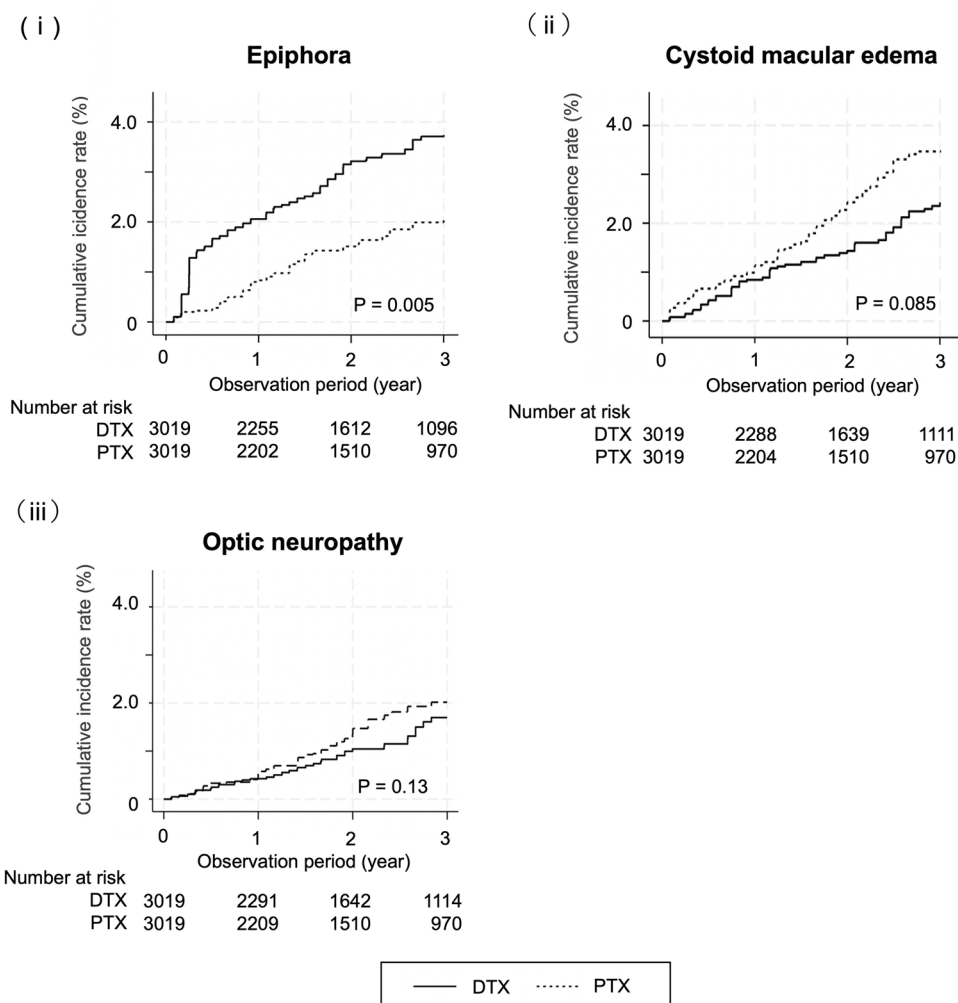 (i)
Epiphora
Cumulative icidence rate (%)
4.0
2.0
0
P = 0.005
0 1 2 3
Observation period (year)
Number at risk
DTX 3019 2255 1612 1096
PTX 3019 2202 1510 970
(ii)
Cystoid macular edema
Cumulative incidence rate (%)
4.0
2.0
0
P = 0.085
0 1 2 3
Observation period (year)
Number at risk
DTX 3019 2288 1639 1111
PTX 3019 2204 1510 970
(iii)
Optic neuropathy
Cumulative incidence rate (%)
4.0
2.0
0
P = 0.13
0 1 2 3
Observation period (year)
Number at risk
DTX 3019 2291 1642 1114
PTX 3019 2209 1510 970
DTX PTX